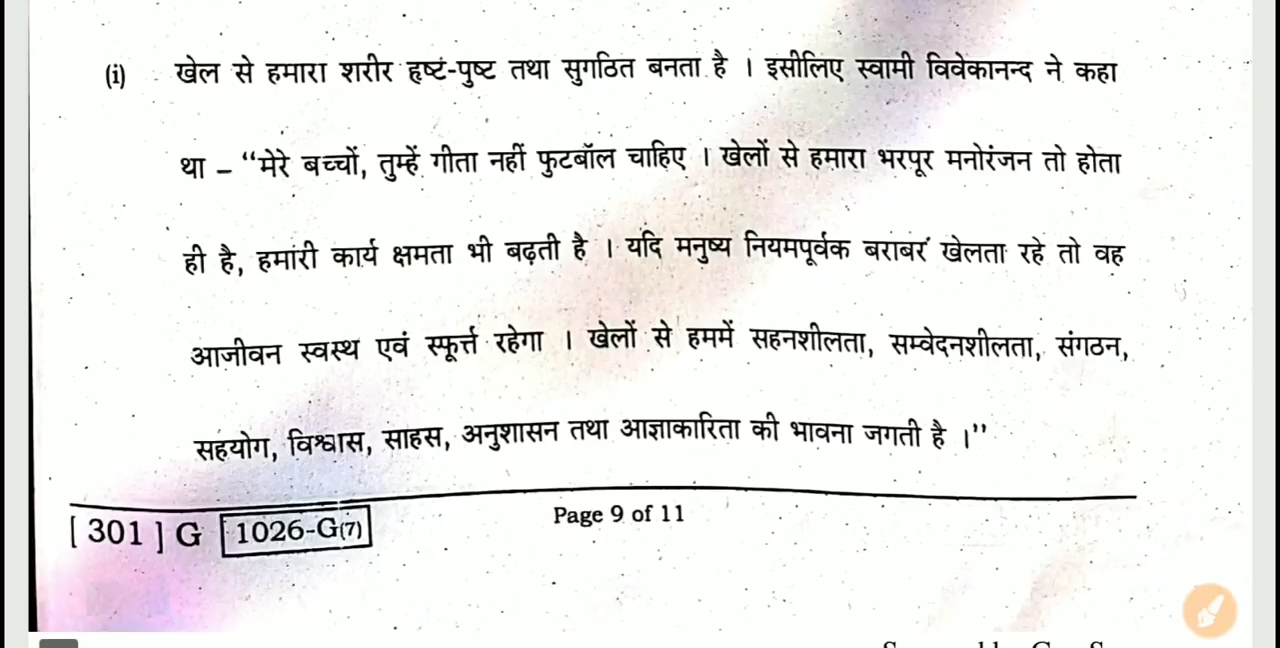 (i) खेल से हमारा शरीर हृष्ट-पुष्ट तथा सुगठित बनता है । इसीलिए स्वामी विवेकानन्द ने कहा
था – “मेरे बच्चों, तुम्हें गीता नहीं फुटबॉल चाहिए । खेलों से हमारा भरपूर मनोरंजन तो होता
ही है, हमारी कार्य क्षमता भी बढ़ती है । यदि मनुष्य नियमपूर्वक बराबर खेलता रहे तो वह
आजीवन स्वस्थ एवं स्फूर्त्त रहेगा । खेलों से हममें सहनशीलता, सम्वेदनशीलता, संगठन,
सहयोग, विश्वास, साहस, अनुशासन तथा आज्ञाकारिता की भावना जगती है ।”
[ 301 ] G 1026-G(7) Page 9 of 11